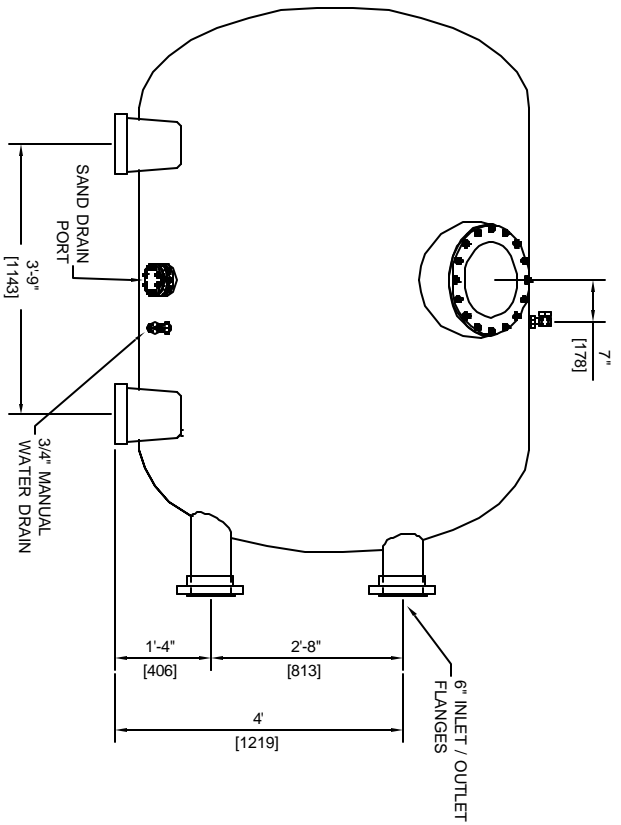 7"
[178]
SAND DRAIN
PORT
3'-9"
[1143]
3/4" MANUAL
WATER DRAIN
1'-4"
[406]
2'-8"
[813]
4'
[1219]
6" INLET / OUTLET
FLANGES